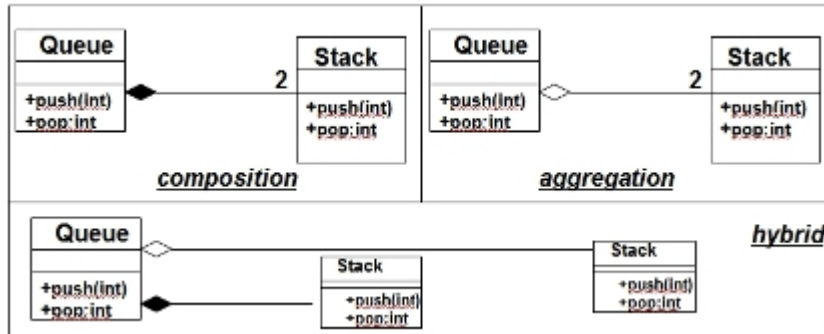 Queue
+push(int)
+pop:int
2
Stack
+push(int)
+pop:int
composition
Queue
+push(int)
+pop:int
2
Stack
+push(int)
+pop:int
aggregation
Queue
+push(int)
+pop:int
Stack
+push(int)
+pop:int
Stack
+push(int)
+pop:int
hybrid